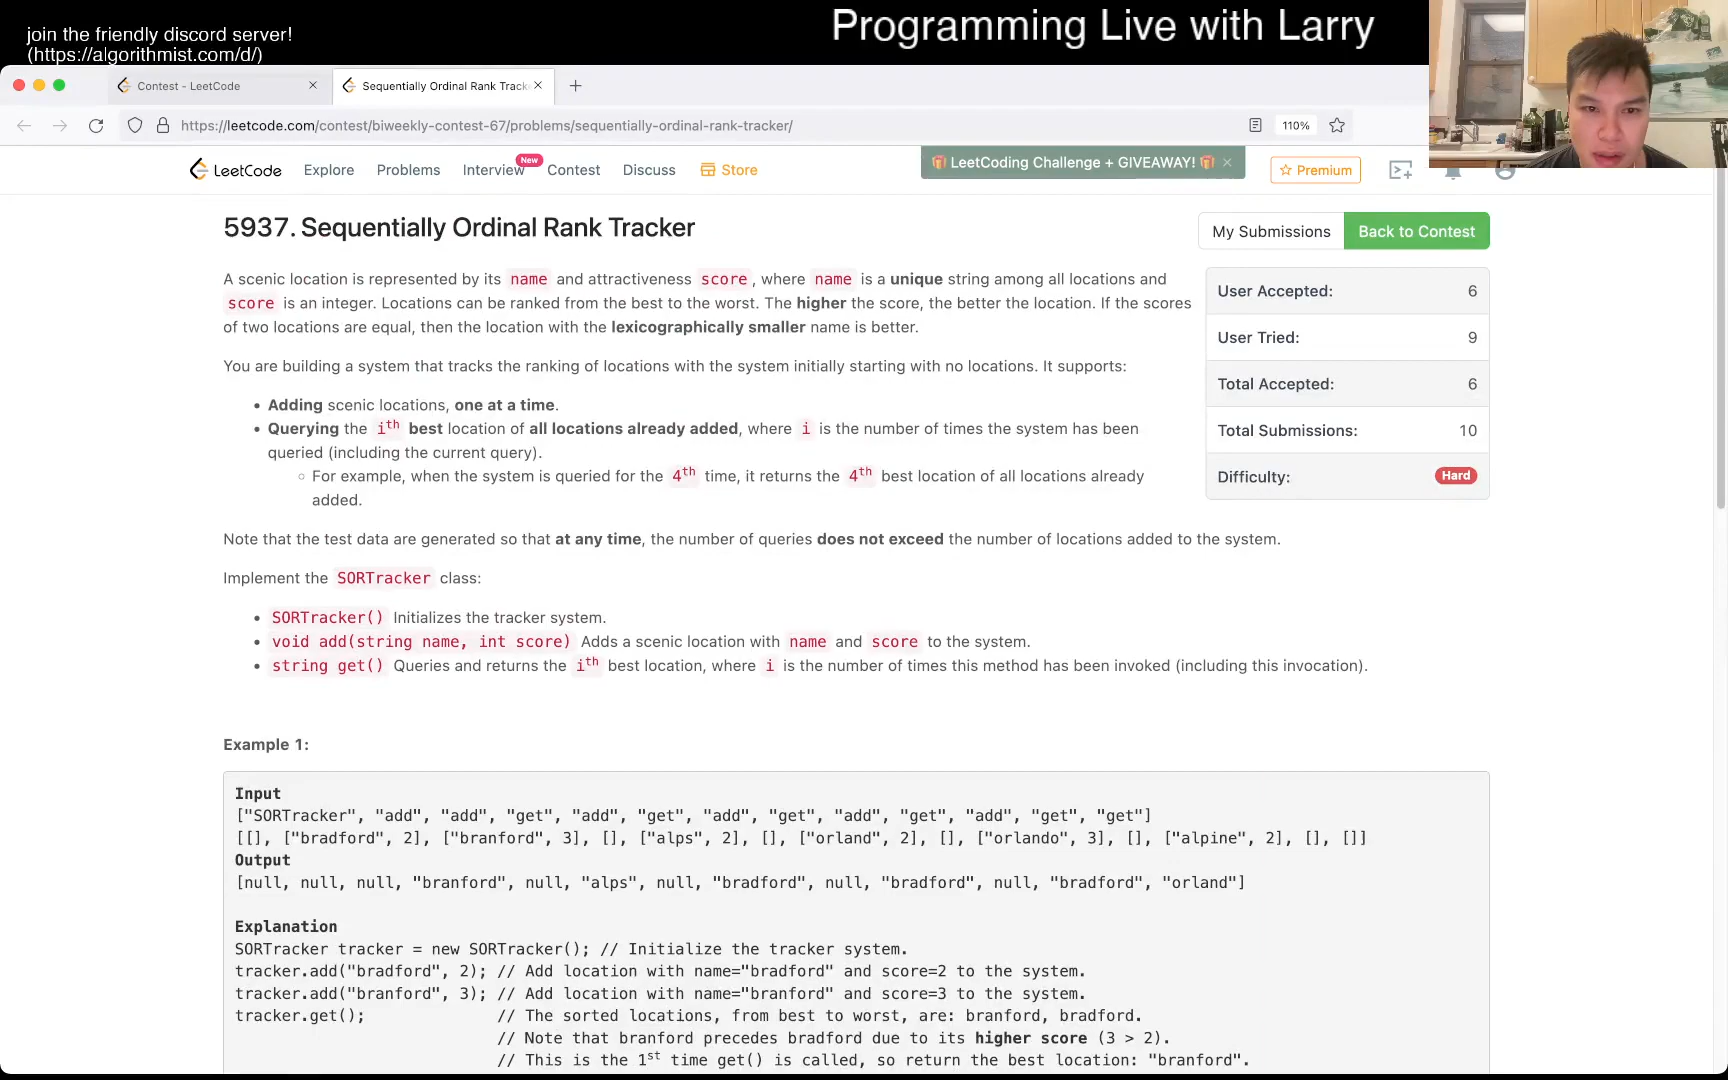 join the friendly discord server!
(https://algorithmist.com/d/)
Programming Live with Larry
Contest - LeetCode
Sequentially Ordinal Rank Track
https://leetcode.com/contest/biweekly-contest-67/problems/sequentially-ordinal-rank-tracker/
110%
LeetCode
Explore
Problems
Interview
New
Contest
Discuss
Store
LeetCoding Challenge + GIVEAWAY!
Premium
5937. Sequentially Ordinal Rank Tracker
My Submissions
Back to Contest
A scenic location is represented by its name and attractiveness score, where name is a unique string among all locations and
score is an integer. Locations can be ranked from the best to the worst. The higher the score, the better the location. If the scores
of two locations are equal, then the location with the lexicographically smaller name is better.
User Accepted: 6
User Tried: 9
Total Accepted: 6
Total Submissions: 10
Difficulty: Hard
You are building a system that tracks the ranking of locations with the system initially starting with no locations. It supports:
• Adding scenic locations, one at a time.
• Querying the ith best location of all locations already added, where i is the number of times the system has been
queried (including the current query).
◦ For example, when the system is queried for the 4th time, it returns the 4th best location of all locations already
added.
Note that the test data are generated so that at any time, the number of queries does not exceed the number of locations added to the system.
Implement the SORTracker class:
• SORTracker() Initializes the tracker system.
• void add(string name, int score) Adds a scenic location with name and score to the system.
• string get() Queries and returns the ith best location, where i is the number of times this method has been invoked (including this invocation).
Example 1:
Input
["SORTracker", "add", "add", "get", "add", "get", "add", "get", "add", "get", "add", "get", "get"]
[[], ["bradford", 2], ["branford", 3], [], ["alps", 2], [], ["orland", 2], [], ["orlando", 3], [], ["alpine", 2], [], []]
Output
[null, null, null, "branford", null, "alps", null, "bradford", null, "bradford", null, "bradford", "orland"]
Explanation
SORTracker tracker = new SORTracker(); // Initialize the tracker system.
tracker.add("bradford", 2); // Add location with name="bradford" and score=2 to the system.
tracker.add("branford", 3); // Add location with name="branford" and score=3 to the system.
tracker.get(); // The sorted locations, from best to worst, are: branford, bradford.
// Note that branford precedes bradford due to its higher score (3 > 2).
// This is the 1st time get() is called, so return the best location: "branford".